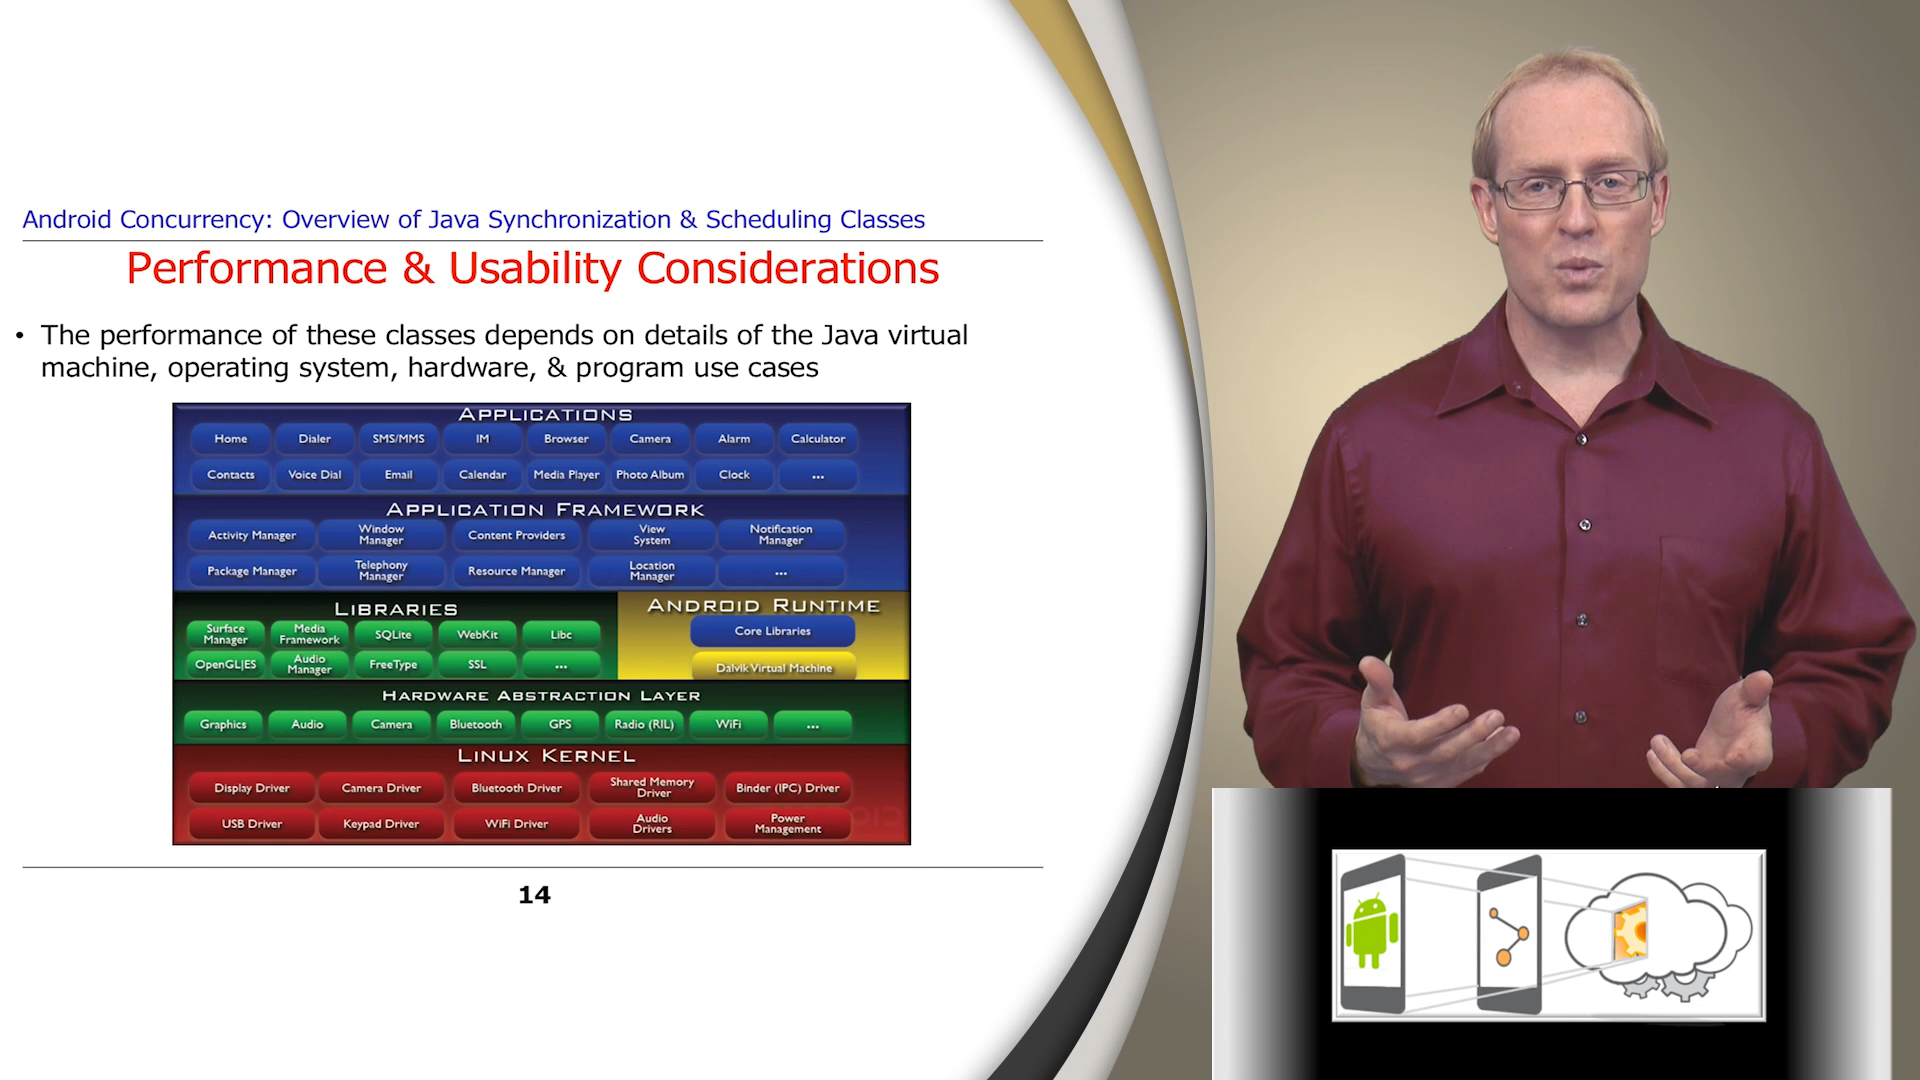 Android Concurrency: Overview of Java Synchronization & Scheduling Classes
Performance & Usability Considerations
• The performance of these classes depends on details of the Java virtual
machine, operating system, hardware, & program use cases
APPLICATIONS
Home Dialer SMS/MMS IM Browser Camera Alarm Calculator
Contacts Voice Dial Email Calendar Media Player Photo Album Clock ...
APPLICATION FRAMEWORK
Activity Manager Window Manager Content Providers View System Notification Manager
Package Manager Telephony Manager Resource Manager Location Manager ...
LIBRARIES
Surface Manager Media Framework SQLite WebKit Libc
OpenGL|ES Audio Manager FreeType SSL ...
ANDROID RUNTIME
Core Libraries
Dalvik Virtual Machine
HARDWARE ABSTRACTION LAYER
Graphics Audio Camera Bluetooth GPS Radio (RIL) WiFi ...
LINUX KERNEL
Display Driver Camera Driver Bluetooth Driver Shared Memory Driver Binder (IPC) Driver
USB Driver Keypad Driver WiFi Driver Audio Drivers Power Management
14